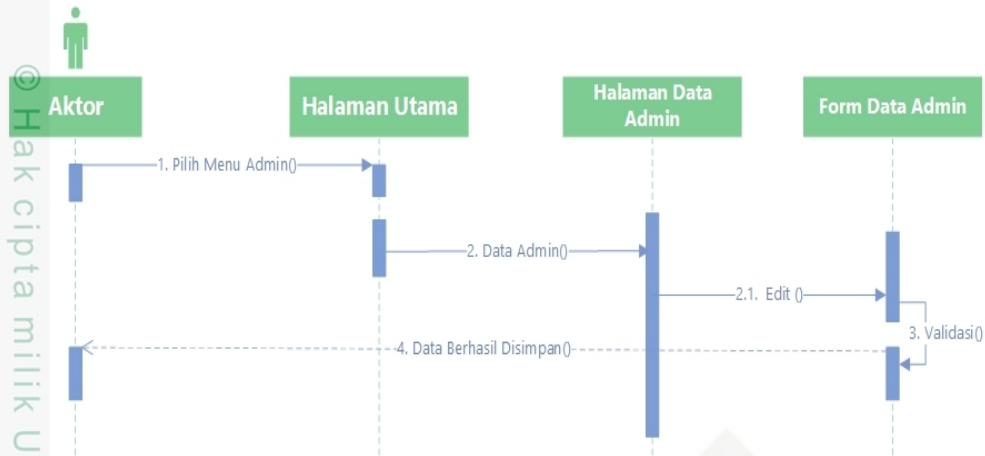 Aktor
Halaman Utama
Halaman Data
Admin
Form Data Admin
1. Pilih Menu Admin()
2. Data Admin()
2.1. Edit ()
3. Validasi()
4. Data Berhasil Disimpan()
© Hak cipta milik U